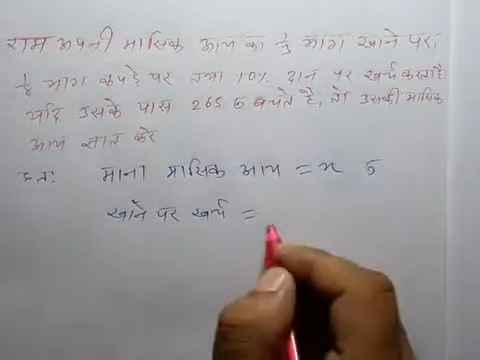 राम अपनी मासिक आय का 1/3 भाग खाने पर,
1/8 भाग कपड़े पर तथा 10% दान पर खर्च करता है।
यदि उसके पास 265 ₹ बचते है, तो उसकी मासिक
आय ज्ञात करे
हल: माना मासिक आय = x ₹
खाने पर खर्च =